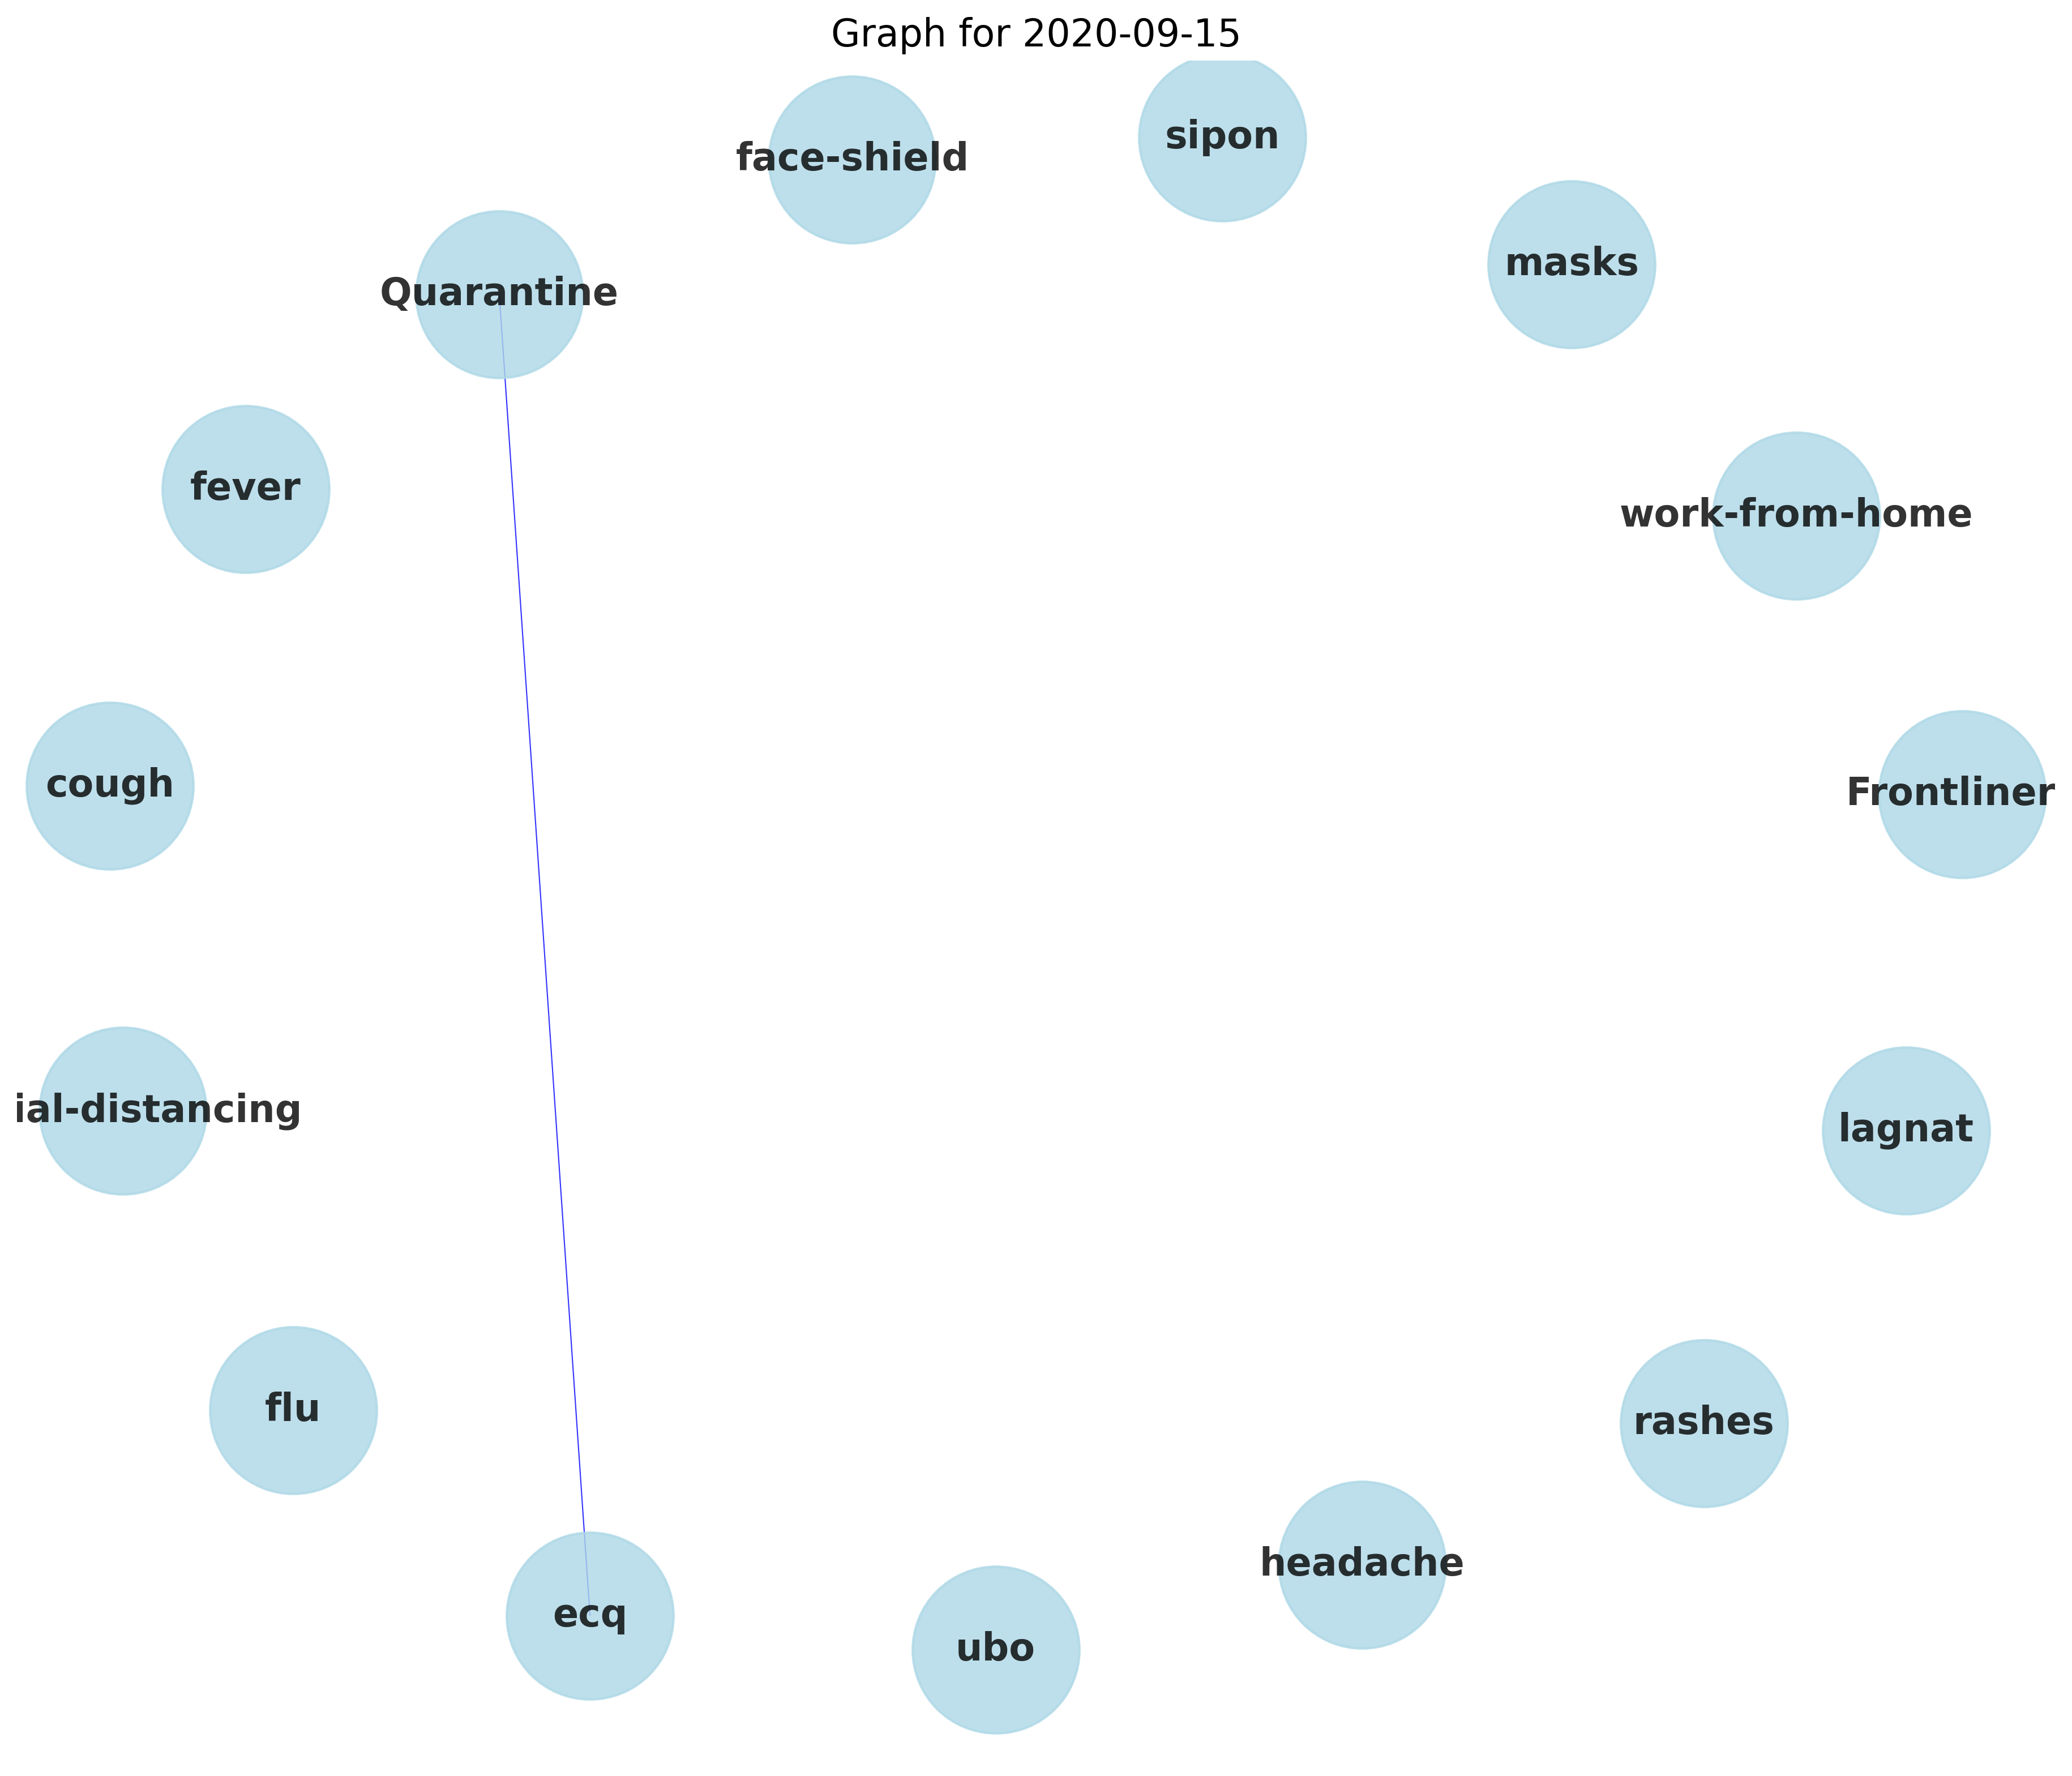 Graph for 2020-09-15
sipon
face-shield
masks
Quarantine
fever
work-from-home
cough
Frontliner
ial-distancing
lagnat
flu
rashes
headache
ecq
ubo